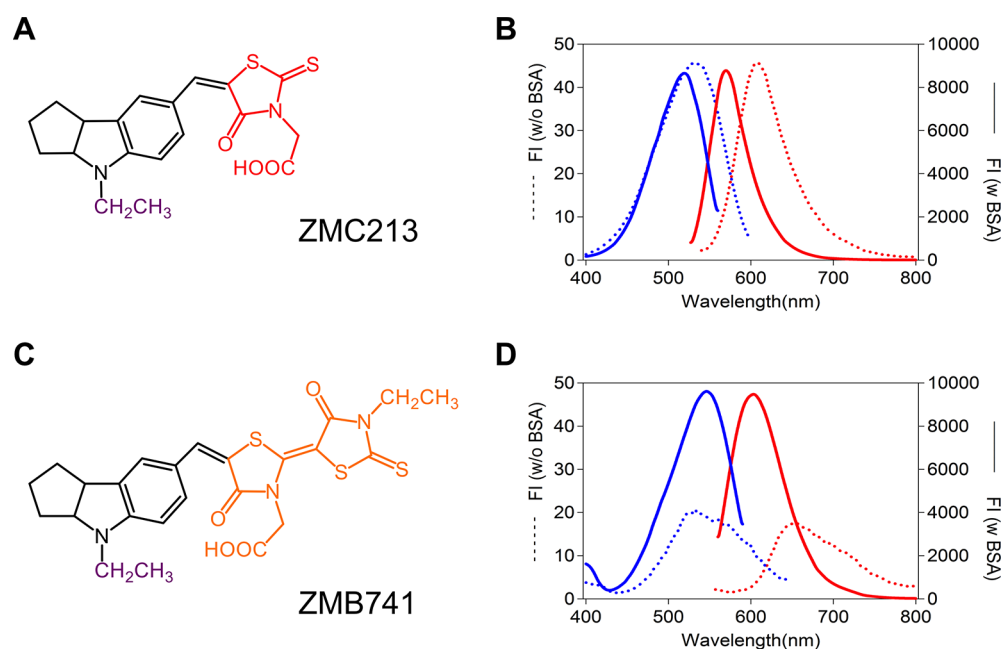 A
S
S
N
O
HOOC
N
CH₂CH₃
ZMC213
B
50
40
30
20
10
0
10000
8000
6000
4000
2000
0
400
500
600
700
800
Wavelength(nm)
----- FI (w/o BSA)
FI (w BSA)
C
O
N
CH₂CH₃
S
S
S
N
O
HOOC
N
CH₂CH₃
ZMB741
D
50
40
30
20
10
0
10000
8000
6000
4000
2000
0
400
500
600
700
800
Wavelength(nm)
----- FI (w/o BSA)
FI (w BSA)